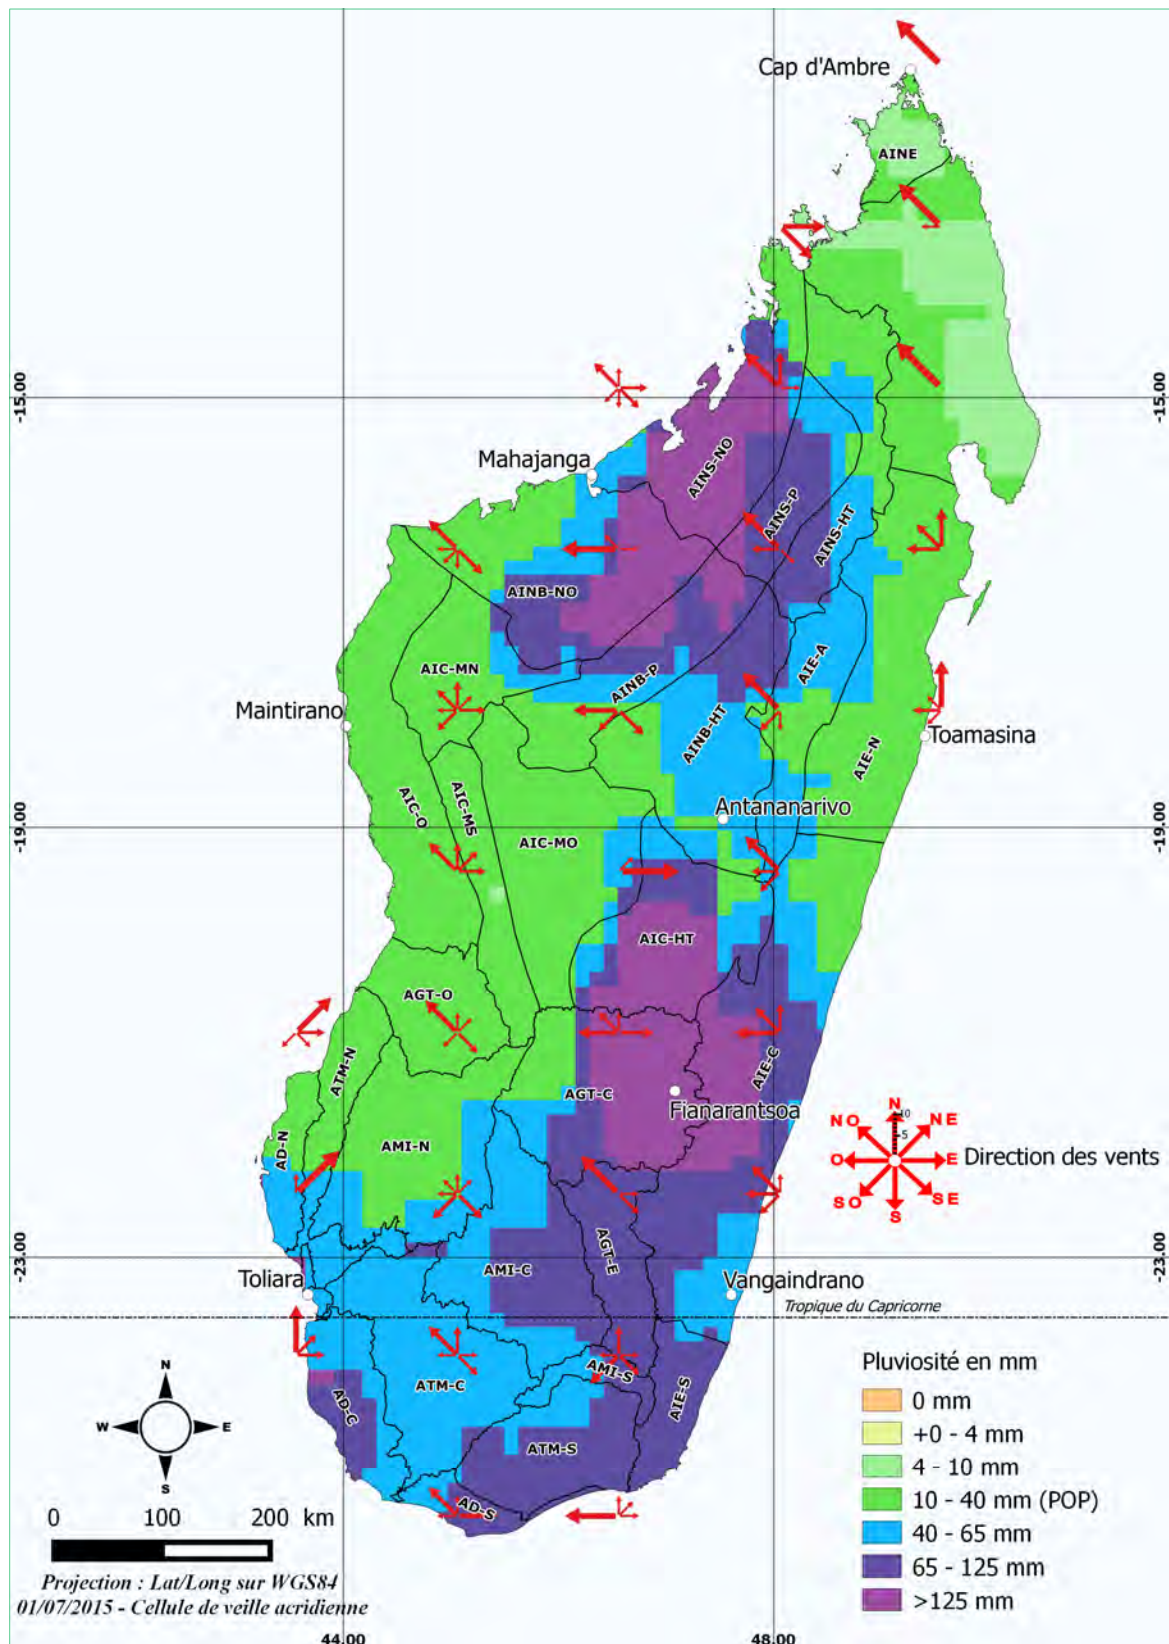 Cap d'Ambre
AINE
-15.00
-15.00
Mahajanga
AINS-NO
AINS-P
AINS-HT
AINB-NO
AIE-A
AIC-MN
AINB-P
Maintirano
AINB-HT
Toamasina
AIE-N
AIC-O
AIC-MS
Antananarivo
-19.00
-19.00
AIC-MO
AIC-HT
AGT-O
ATM-N
AIE-C
AGT-C
Fianarantsoa
N
NO
NE
10
5
O
E
Direction des vents
SO
SE
S
AD-N
AMI-N
-23.00
-23.00
AGT-E
AMI-C
Toliara
Vangaindrano
Tropique du Capricorne
AMI-S
ATM-C
AD-C
AIE-S
ATM-S
AD-S
N
W
E
S
Pluviosité en mm
0 mm
+0 - 4 mm
4 - 10 mm
10 - 40 mm (POP)
40 - 65 mm
65 - 125 mm
>125 mm
0 100 200 km
Projection : Lat/Long sur WGS84
01/07/2015 - Cellule de veille acridienne
44.00
48.00